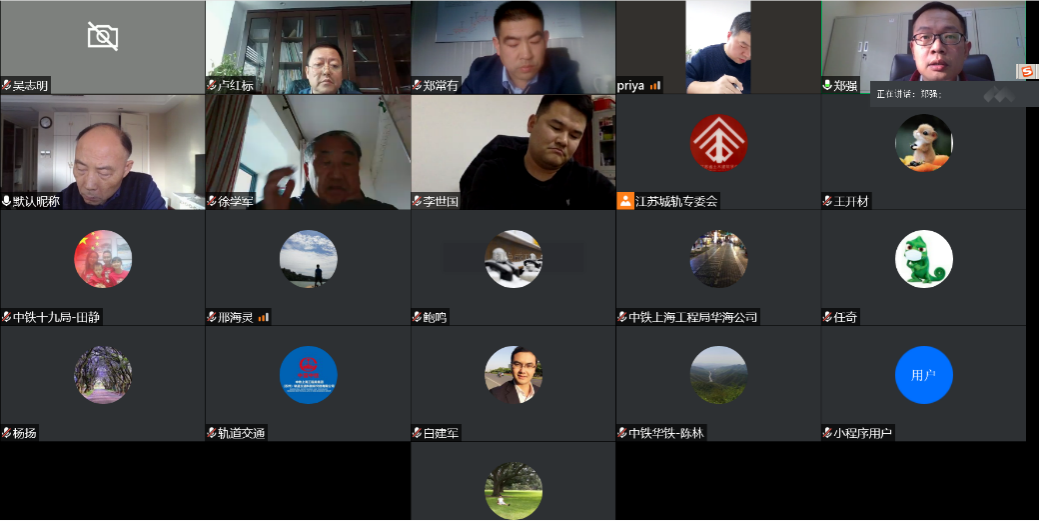 吴志明
卢红标
郑常有
priya
郑强
正在讲话: 郑强;
默认昵称
徐学军
李世国
江苏城轨专委会
王开材
中铁十九局-田静
邢海灵
鲍鸣
中铁上海工程局华海公司
任奇
杨扬
轨道交通
白建军
中铁华铁-陈林
用户
小程序用户